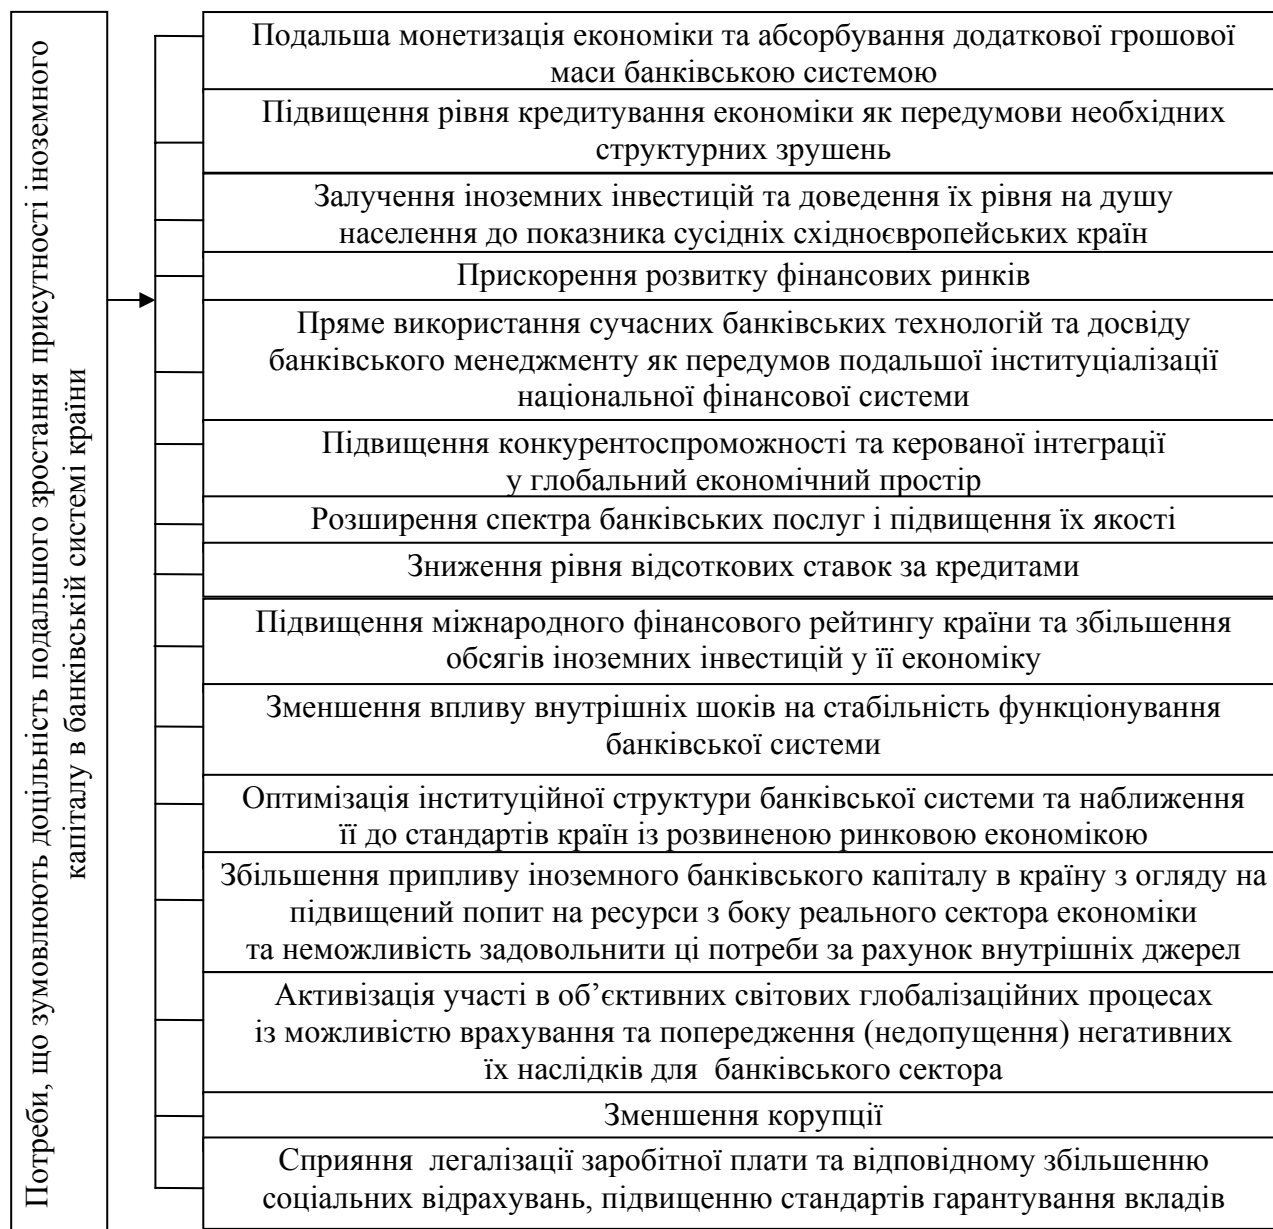 Потреби, що зумовлюють доцільність подальшого зростання присутності іноземного
капіталу в банківській системі країни
Подальша монетизація економіки та абсорбування додаткової грошової
маси банківською системою
Підвищення рівня кредитування економіки як передумови необхідних
структурних зрушень
Залучення іноземних інвестицій та доведення їх рівня на душу
населення до показника сусідніх східноєвропейських країн
Прискорення розвитку фінансових ринків
Пряме використання сучасних банківських технологій та досвіду
банківського менеджменту як передумов подальшої інституціалізації
національної фінансової системи
Підвищення конкурентоспроможності та керованої інтеграції
у глобальний економічний простір
Розширення спектра банківських послуг і підвищення їх якості
Зниження рівня відсоткових ставок за кредитами
Підвищення міжнародного фінансового рейтингу країни та збільшення
обсягів іноземних інвестицій у її економіку
Зменшення впливу внутрішніх шоків на стабільність функціонування
банківської системи
Оптимізація інституційної структури банківської системи та наближення
її до стандартів країн із розвиненою ринковою економікою
Збільшення припливу іноземного банківського капіталу в країну з огляду на
підвищений попит на ресурси з боку реального сектора економіки
та неможливість задовольнити ці потреби за рахунок внутрішніх джерел
Активізація участі в об’єктивних світових глобалізаційних процесах
із можливістю врахування та попередження (недопущення) негативних
їх наслідків для банківського сектора
Зменшення корупції
Сприяння легалізації заробітної плати та відповідному збільшенню
соціальних відрахувань, підвищенню стандартів гарантування вкладів